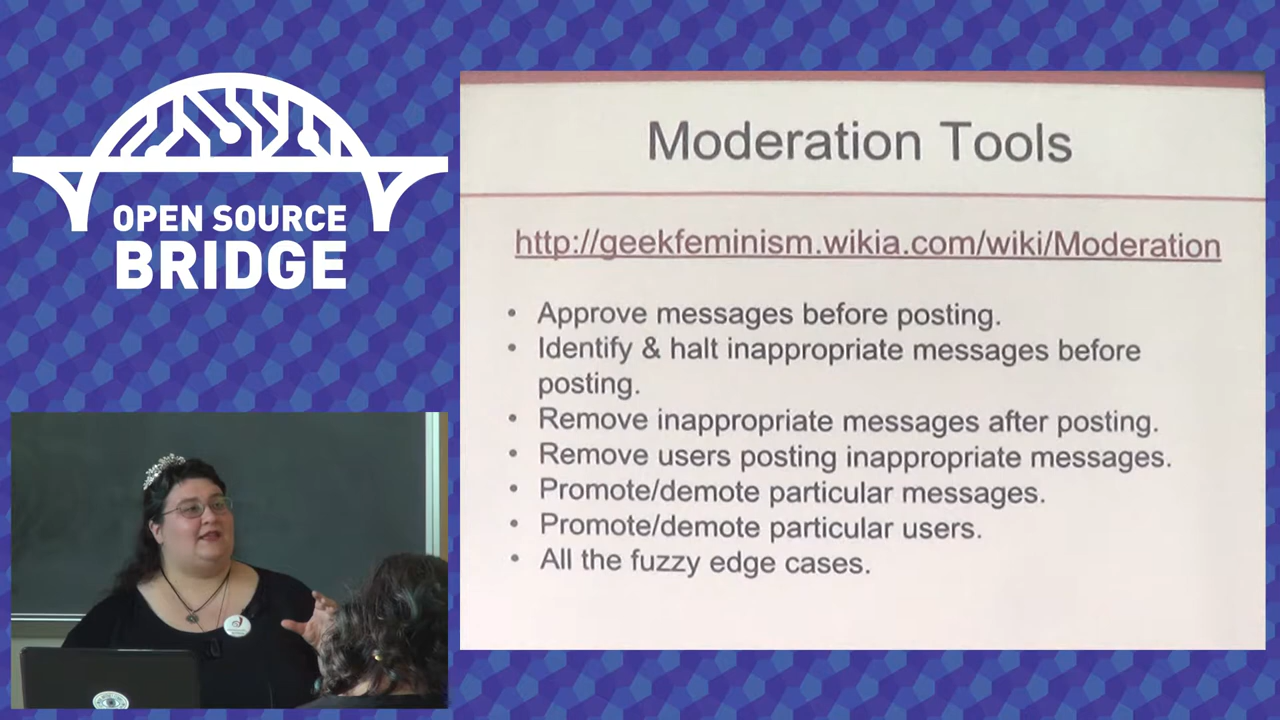 OPEN SOURCE
BRIDGE
Moderation Tools
http://geekfeminism.wikia.com/wiki/Moderation
• Approve messages before posting.
• Identify & halt inappropriate messages before
posting.
• Remove inappropriate messages after posting.
• Remove users posting inappropriate messages.
• Promote/demote particular messages.
• Promote/demote particular users.
• All the fuzzy edge cases.